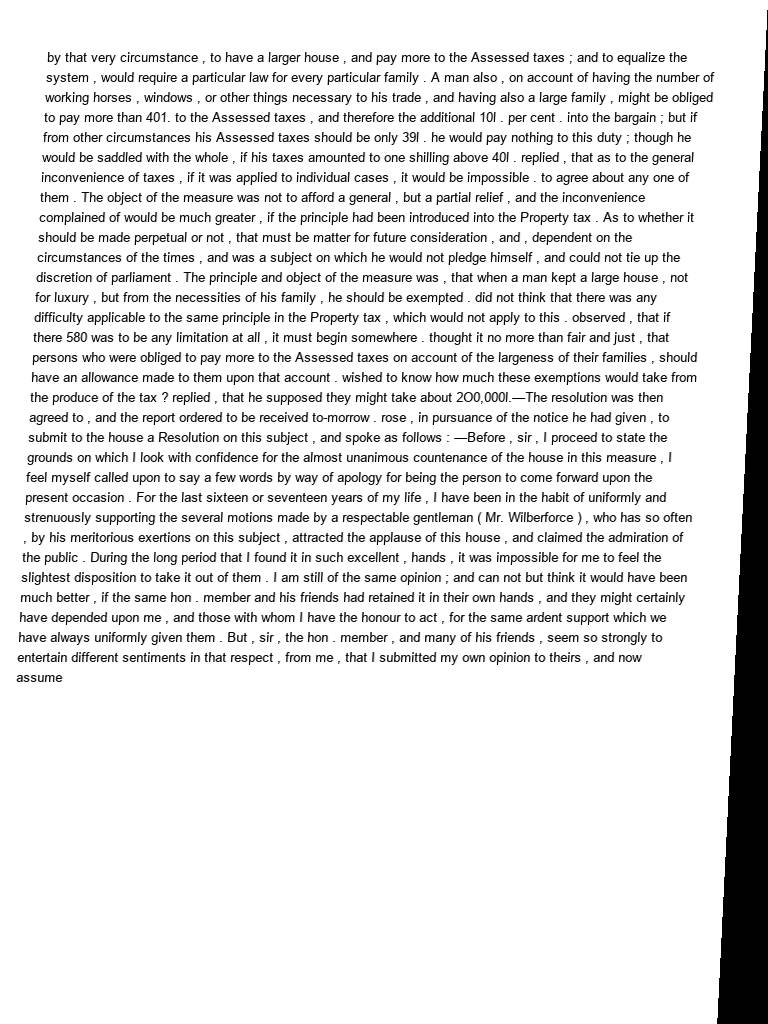 by that very circumstance , to have a larger house , and pay more to the Assessed taxes ; and to equalize the
system , would require a particular law for every particular family . A man also , on account of having the number of
working horses , windows , or other things necessary to his trade , and having also a large family , might be obliged
to pay more than 401. to the Assessed taxes , and therefore the additional 10l . per cent . into the bargain ; but if
from other circumstances his Assessed taxes should be only 39l . he would pay nothing to this duty ; though he
would be saddled with the whole , if his taxes amounted to one shilling above 40l . replied , that as to the general
inconvenience of taxes , if it was applied to individual cases , it would be impossible . to agree about any one of
them . The object of the measure was not to afford a general , but a partial relief , and the inconvenience
complained of would be much greater , if the principle had been introduced into the Property tax . As to whether it
should be made perpetual or not , that must be matter for future consideration , and , dependent on the
circumstances of the times , and was a subject on which he would not pledge himself , and could not tie up the
discretion of parliament . The principle and object of the measure was , that when a man kept a large house , not
for luxury , but from the necessities of his family , he should be exempted . did not think that there was any
difficulty applicable to the same principle in the Property tax , which would not apply to this . observed , that if
there 580 was to be any limitation at all , it must begin somewhere . thought it no more than fair and just , that
persons who were obliged to pay more to the Assessed taxes on account of the largeness of their families , should
have an allowance made to them upon that account . wished to know how much these exemptions would take from
the produce of the tax ? replied , that he supposed they might take about 2O0,000l.—The resolution was then
agreed to , and the report ordered to be received to-morrow . rose , in pursuance of the notice he had given , to
submit to the house a Resolution on this subject , and spoke as follows : —Before , sir , I proceed to state the
grounds on which I look with confidence for the almost unanimous countenance of the house in this measure , I
feel myself called upon to say a few words by way of apology for being the person to come forward upon the
present occasion . For the last sixteen or seventeen years of my life , I have been in the habit of uniformly and
strenuously supporting the several motions made by a respectable gentleman ( Mr. Wilberforce ) , who has so often
, by his meritorious exertions on this subject , attracted the applause of this house , and claimed the admiration of
the public . During the long period that I found it in such excellent , hands , it was impossible for me to feel the
slightest disposition to take it out of them . I am still of the same opinion ; and can not but think it would have been
much better , if the same hon . member and his friends had retained it in their own hands , and they might certainly
have depended upon me , and those with whom I have the honour to act , for the same ardent support which we
have always uniformly given them . But , sir , the hon . member , and many of his friends , seem so strongly to
entertain different sentiments in that respect , from me , that I submitted my own opinion to theirs , and now
assume